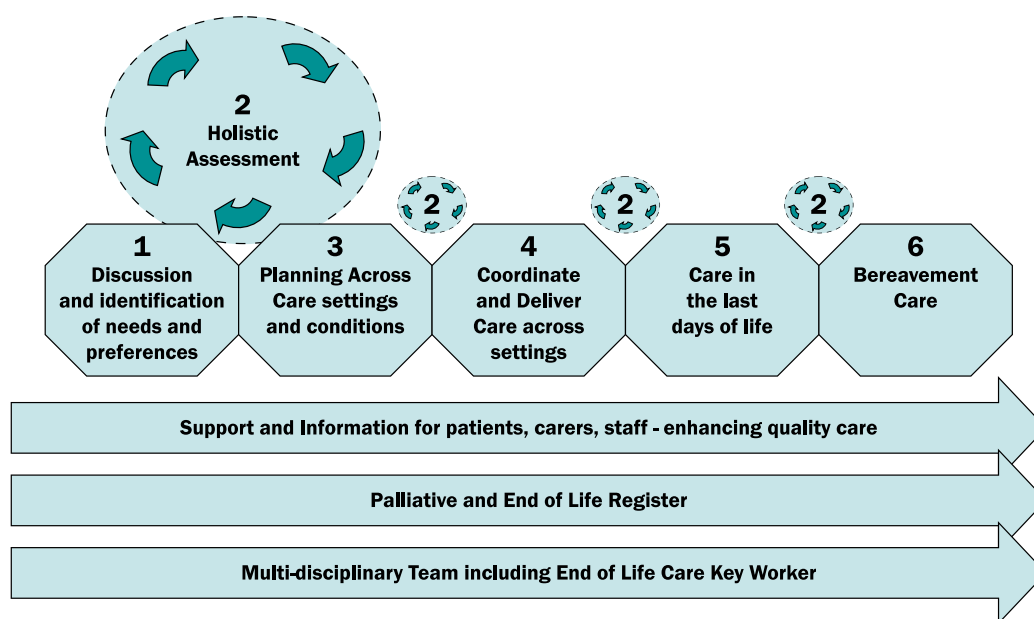 2
Holistic
Assessment
2
2
2
1
Discussion
and identification
of needs and
preferences
3
Planning Across
Care settings
and conditions
4
Coordinate
and Deliver
Care across
settings
5
Care in
the last
days of life
6
Bereavement
Care
Support and Information for patients, carers, staff - enhancing quality care
Palliative and End of Life Register
Multi-disciplinary Team including End of Life Care Key Worker